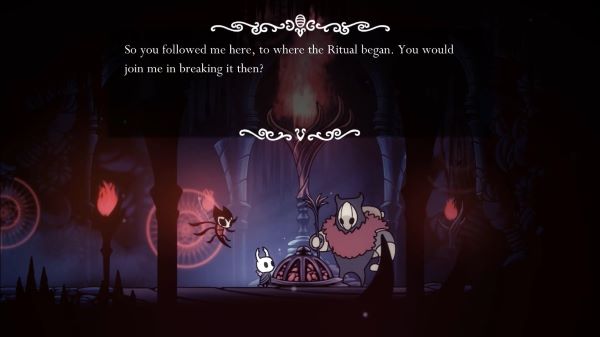 So you followed me here, to where the Ritual began. You would
join me in breaking it then?